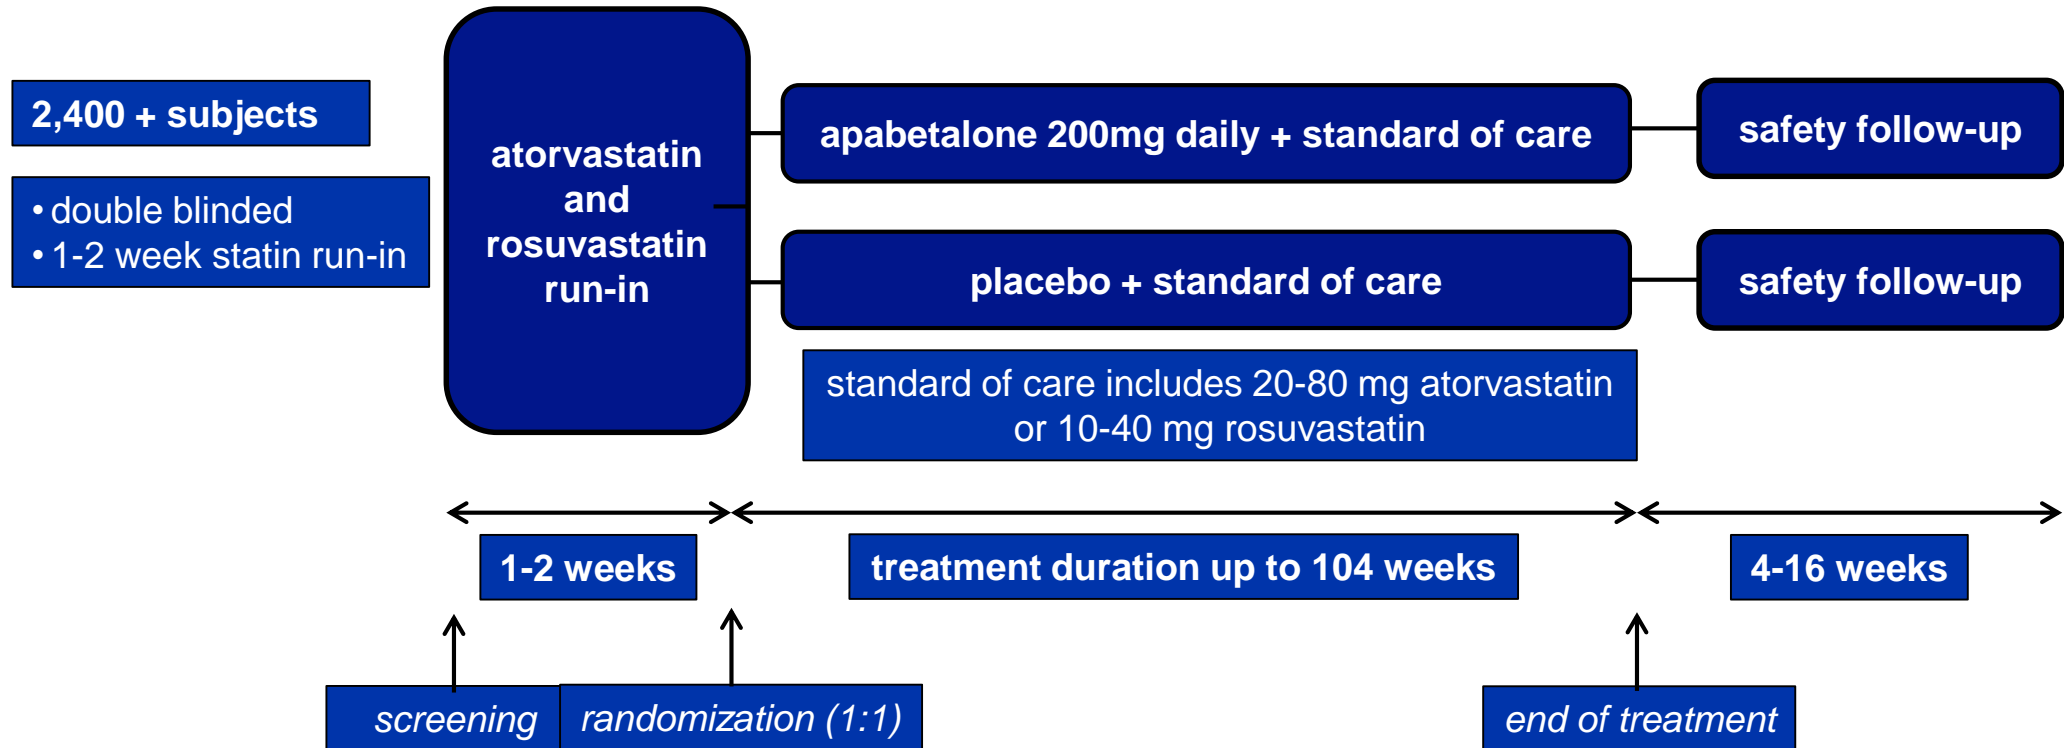 2,400 + subjects
• double blinded
• 1-2 week statin run-in
atorvastatin
and
rosuvastatin
run-in
apabetalone 200mg daily + standard of care
safety follow-up
placebo + standard of care
safety follow-up
standard of care includes 20-80 mg atorvastatin
or 10-40 mg rosuvastatin
1-2 weeks
treatment duration up to 104 weeks
4-16 weeks
screening
randomization (1:1)
end of treatment